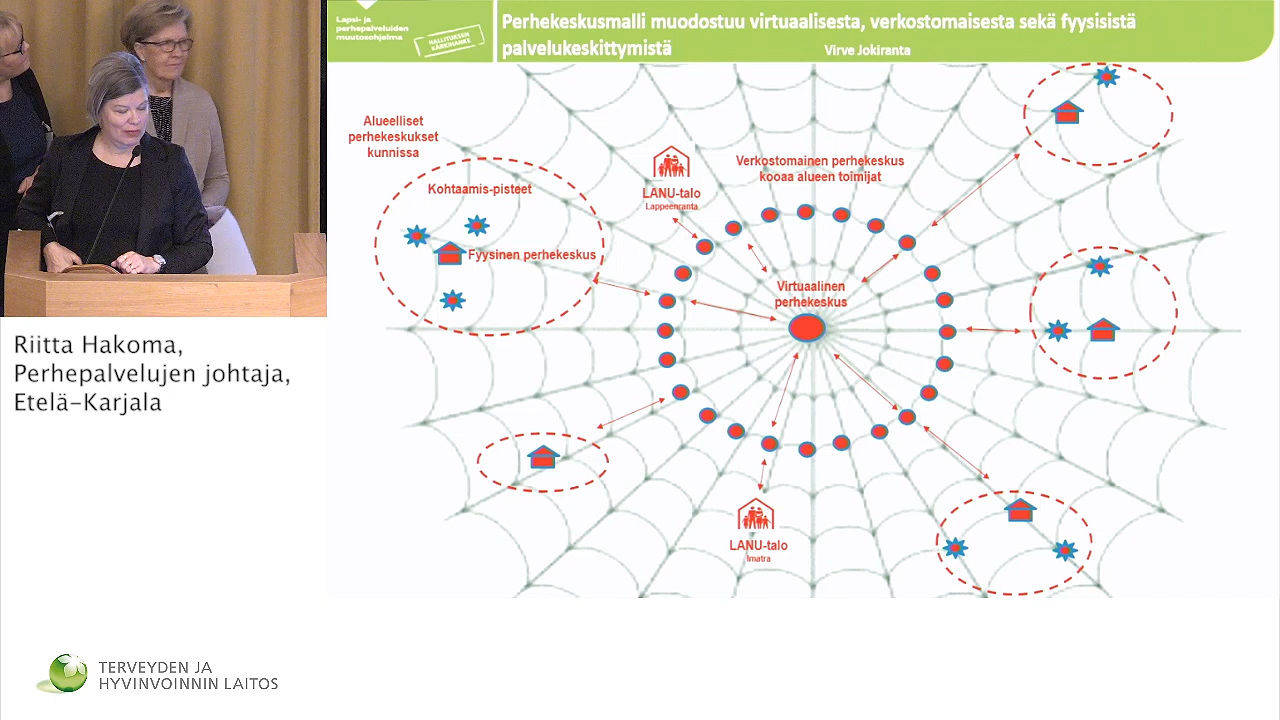 Lapsi- ja
perhepalveluiden
muutosohjelma
HALLITUKSEN
KÄRKIHANKE
Perhekeskusmalli muodostuu virtuaalisesta, verkostomaisesta sekä fyysisistä
palvelukeskittymistä
Virve Jokiranta
Alueelliset
perhekeskukset
kunnissa
Kohtaamis-pisteet
Fyysinen perhekeskus
LANU-talo
Lappeenranta
Verkostomainen perhekeskus
kooaa alueen toimijat
Virtuaalinen
perhekeskus
LANU-talo
Imatra
Riitta Hakoma,
Perhepalvelujen johtaja,
Etelä-Karjala
TERVEYDEN JA
HYVINVOINNIN LAITOS